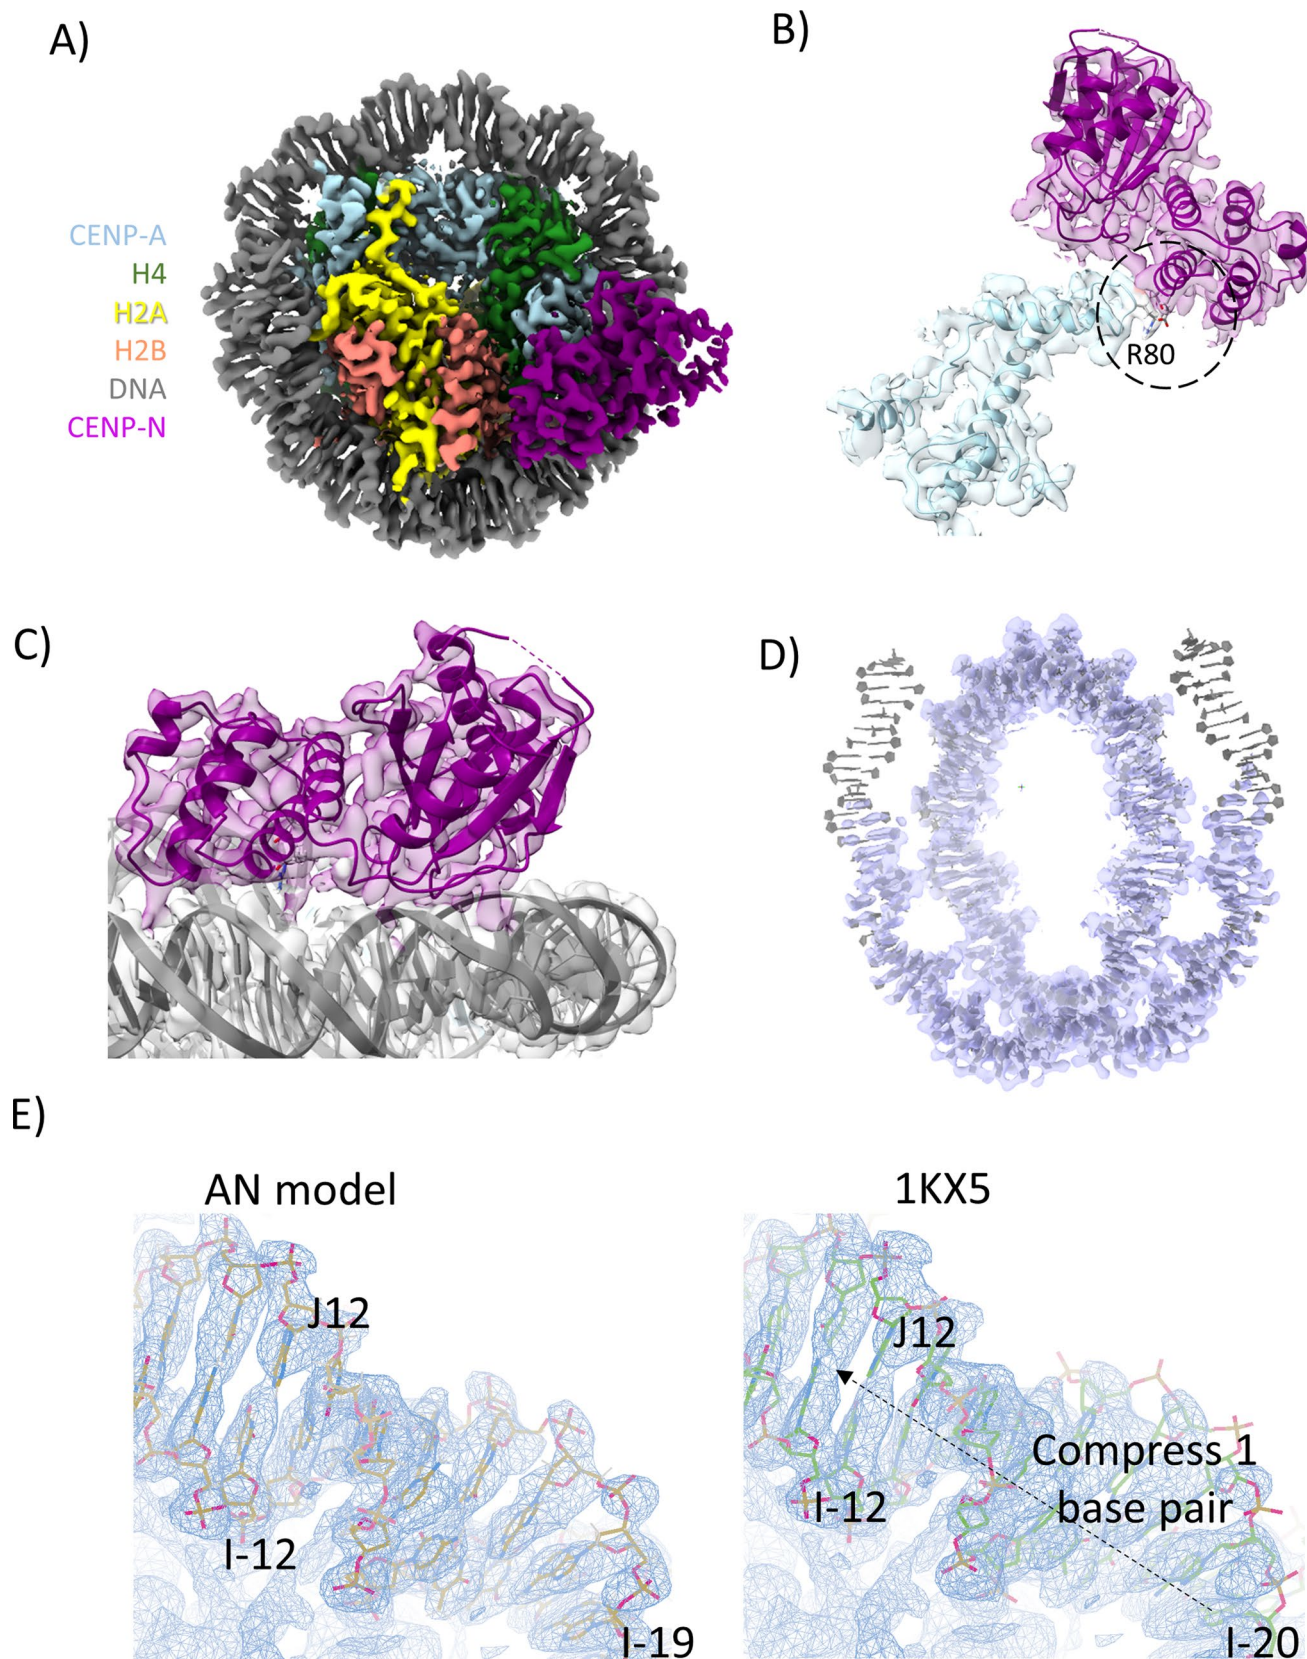 A)
CENP-A
H4
H2A
H2B
DNA
CENP-N
B)
R80
C)
D)
E)
AN model
J12
I-12
I-19
1KX5
J12
Compress 1
base pair
I-12
I-20